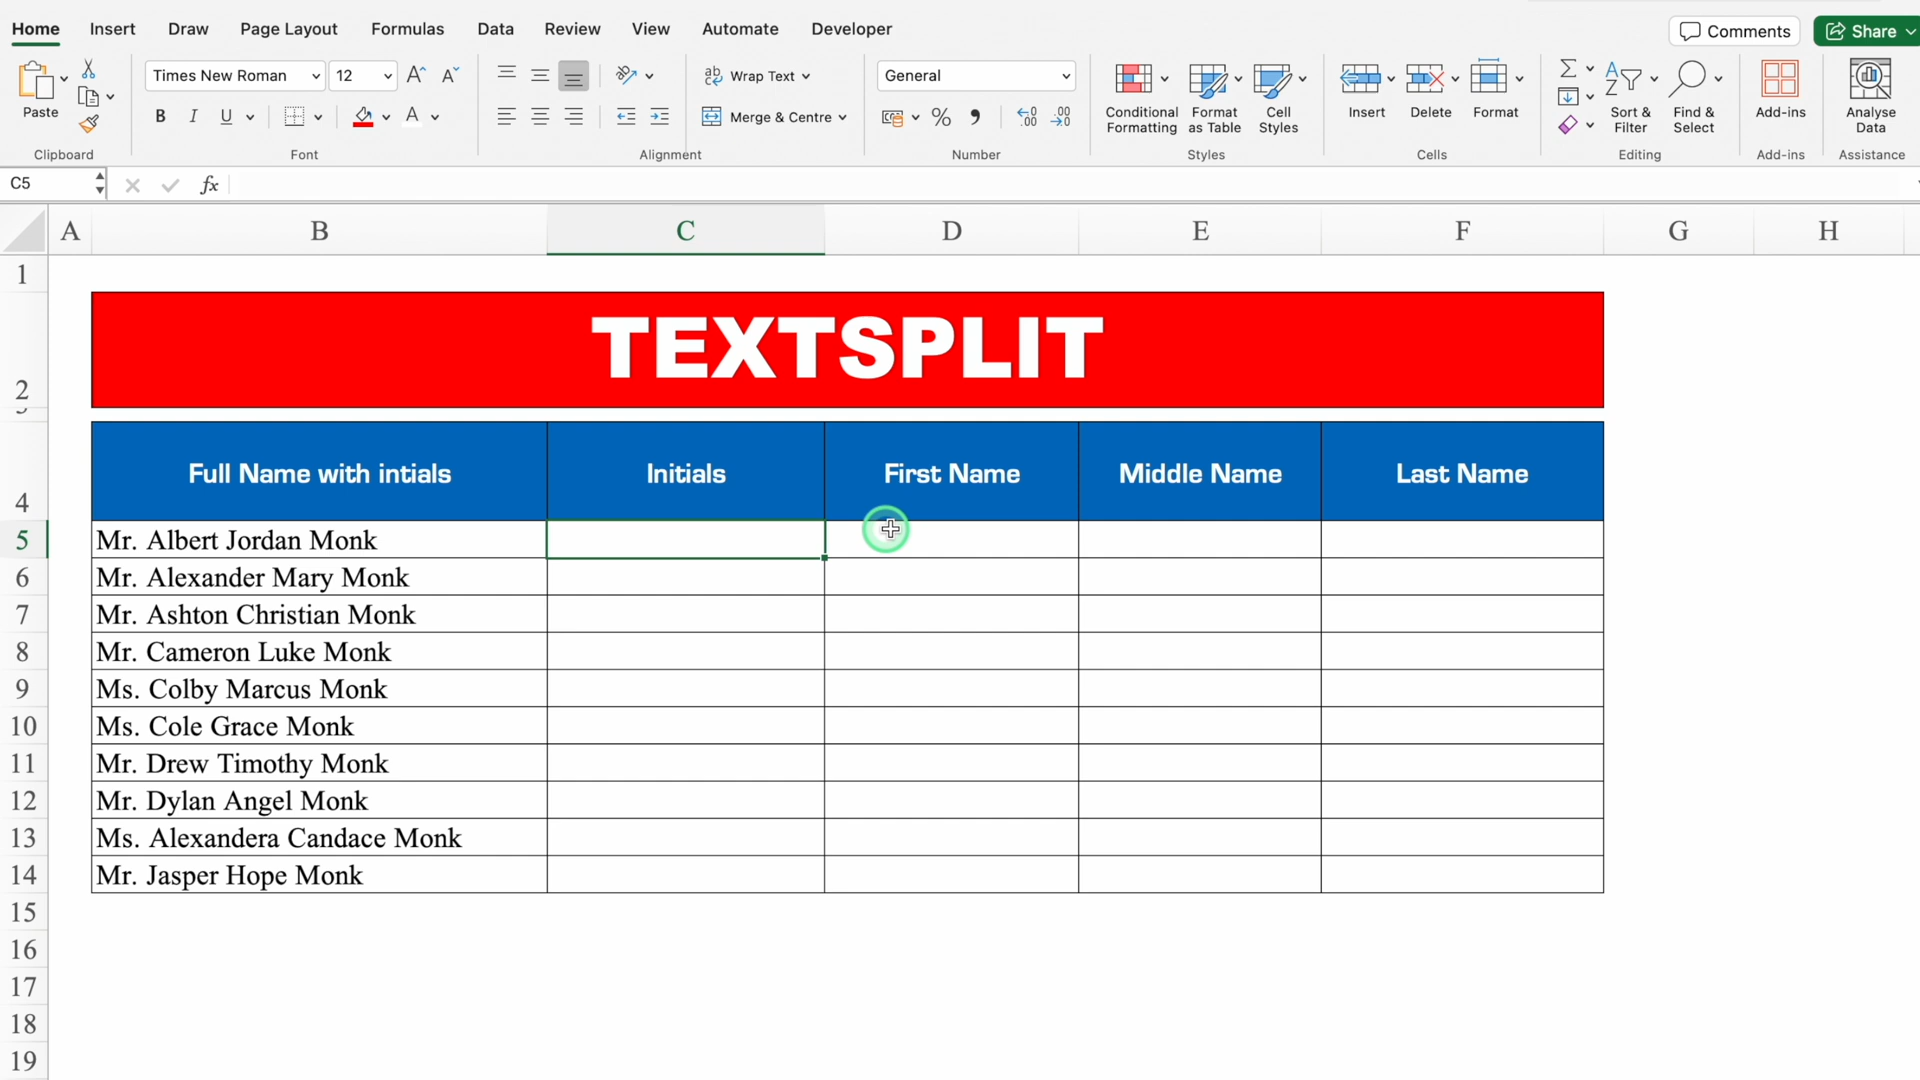 Home Insert Draw Page Layout Formulas Data Review View Automate Developer Comments Share
Paste Times New Roman 12 Wrap Text General Conditional Formatting Format as Table Cell Styles Insert Delete Format Sort & Filter Find & Select Add-ins Analyse Data
B I U Merge & Centre
Clipboard Font Alignment Number Styles Cells Editing Add-ins Assistance
C5 fx
A B C D E F G H
1
2 TEXTSPLIT
4 Full Name with intials Initials First Name Middle Name Last Name
5 Mr. Albert Jordan Monk
6 Mr. Alexander Mary Monk
7 Mr. Ashton Christian Monk
8 Mr. Cameron Luke Monk
9 Ms. Colby Marcus Monk
10 Ms. Cole Grace Monk
11 Mr. Drew Timothy Monk
12 Mr. Dylan Angel Monk
13 Ms. Alexandera Candace Monk
14 Mr. Jasper Hope Monk
15
16
17
18
19